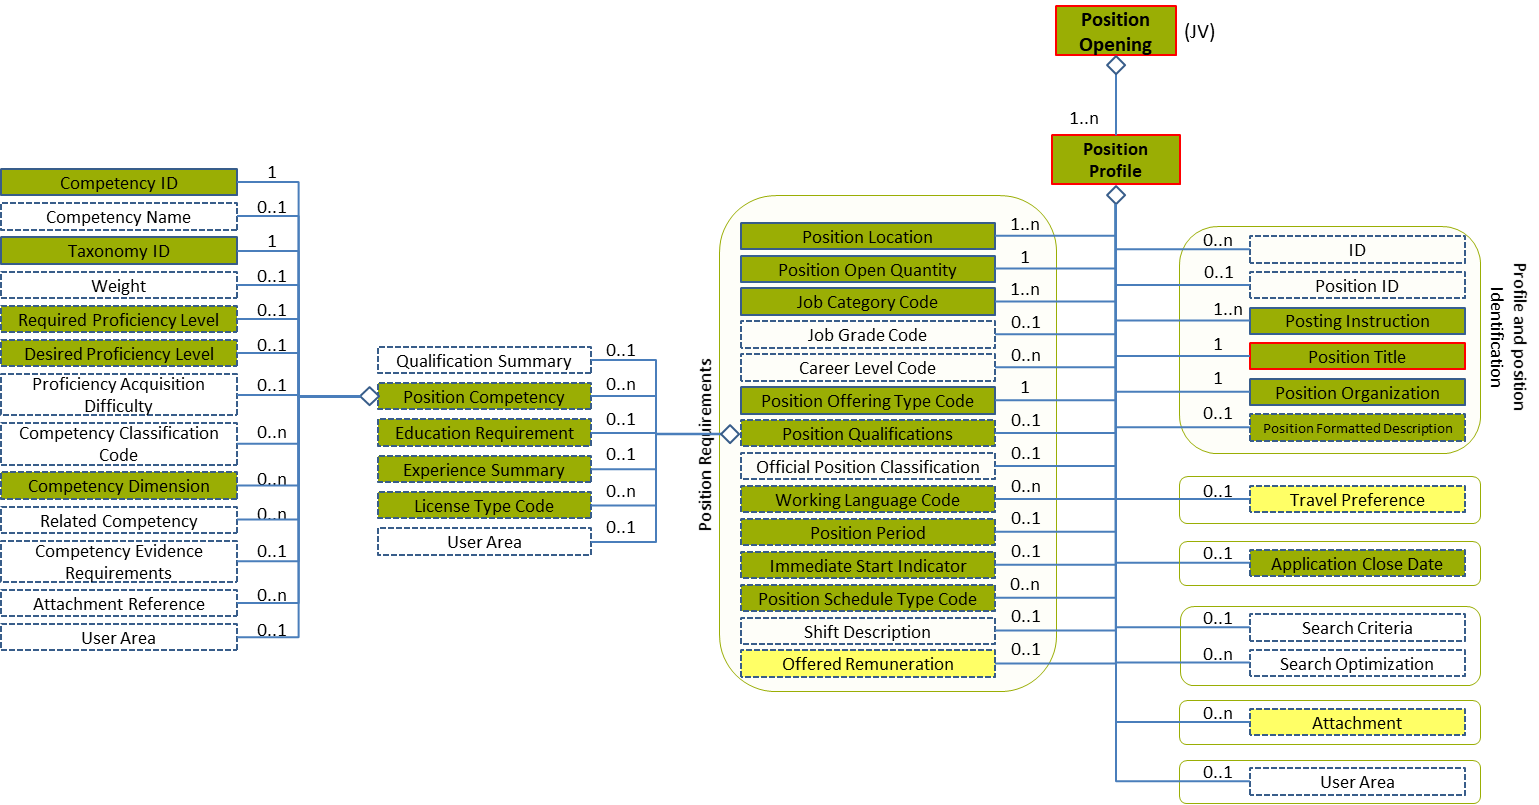 Position
Opening
(JV)
1..n
Position
Profile
Competency ID
1
Competency Name
0..1
Taxonomy ID
1
Weight
0..1
Required Proficiency Level
0..1
Desired Proficiency Level
0..1
Proficiency Acquisition
Difficulty
0..1
Competency Classification
Code
0..n
Competency Dimension
0..n
Related Competency
0..n
Competency Evidence
Requirements
0..1
Attachment Reference
0..n
User Area
0..1
Qualification Summary
0..1
Position Competency
0..n
Education Requirement
0..1
Experience Summary
0..1
License Type Code
0..n
User Area
0..1
Position Requirements
Position Location
1..n
Position Open Quantity
1
Job Category Code
1..n
Job Grade Code
0..1
Career Level Code
0..n
Position Offering Type Code
1
Position Qualifications
0..1
Official Position Classification
0..1
Working Language Code
0..n
Position Period
0..1
Immediate Start Indicator
0..1
Position Schedule Type Code
0..n
Shift Description
0..1
Offered Remuneration
0..1
Profile and position
Identification
0..n
ID
0..1
Position ID
1..n
Posting Instruction
1
Position Title
1
Position Organization
0..1
Position Formatted Description
0..1
Travel Preference
0..1
Application Close Date
0..1
Search Criteria
0..n
Search Optimization
0..n
Attachment
0..1
User Area